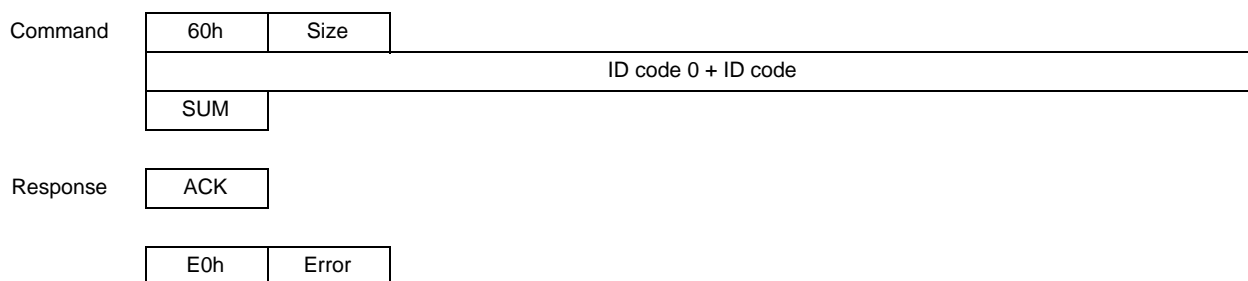 Command 60h Size
ID code 0 + ID code
SUM
Response ACK
E0h Error